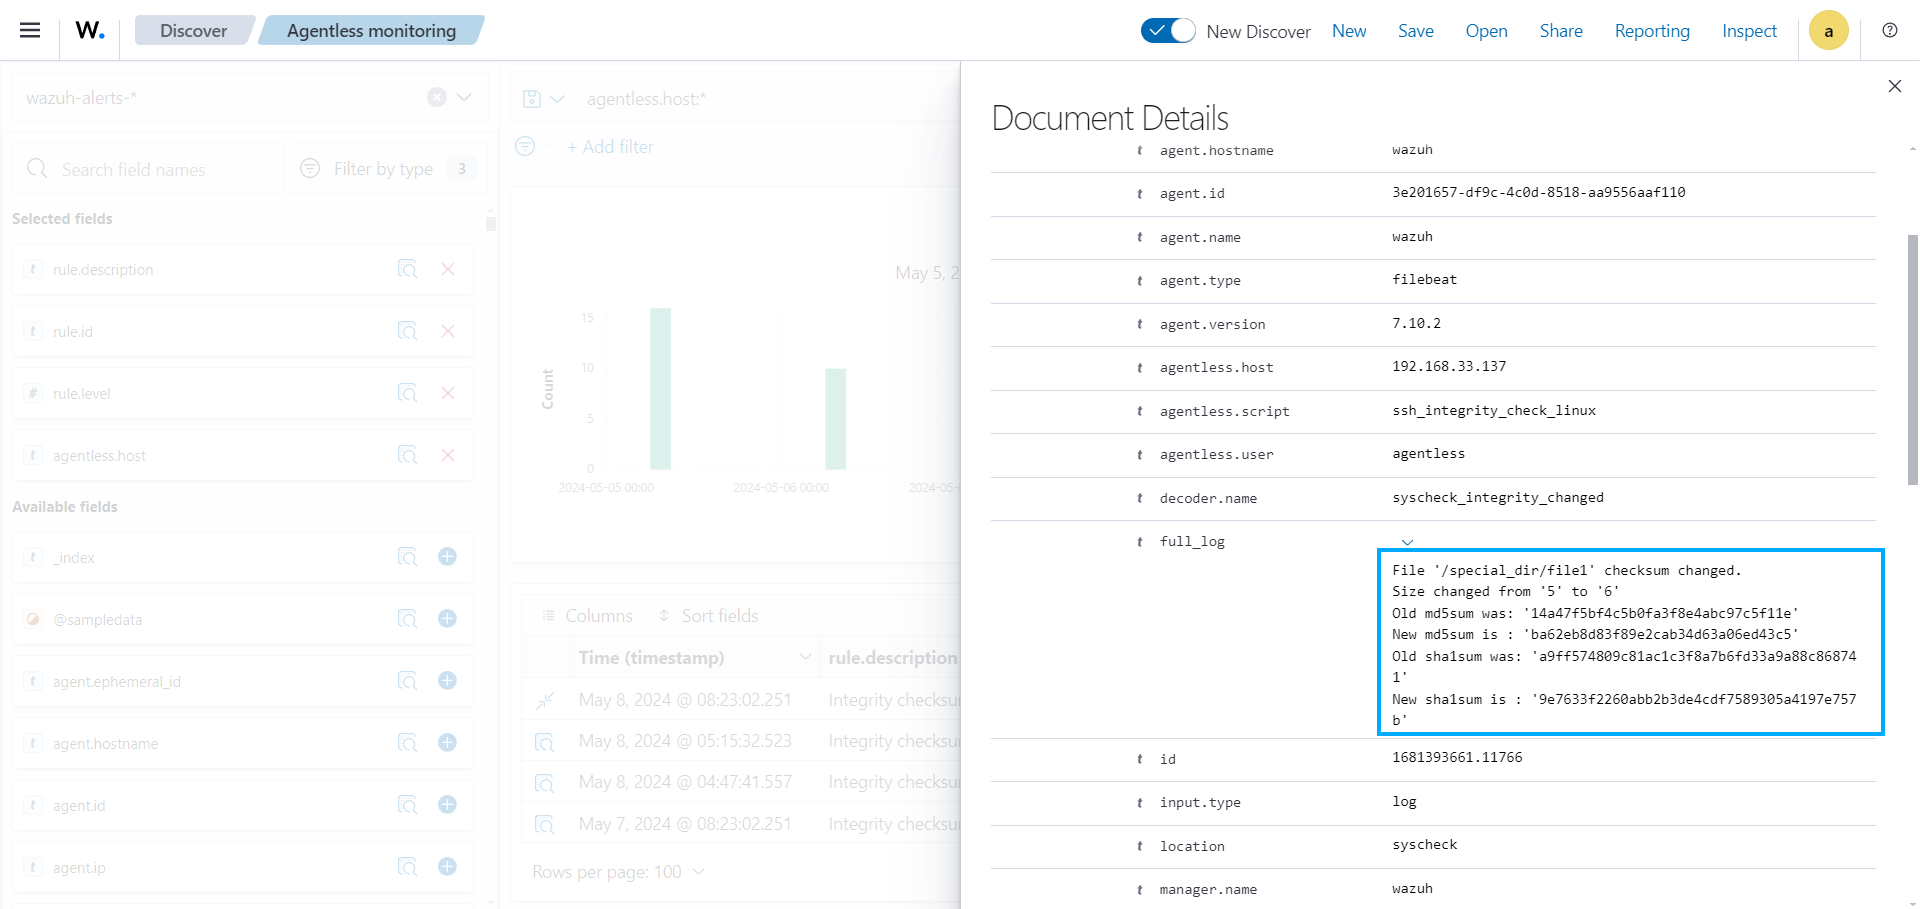 W.
Discover
Agentless monitoring
New Discover
New
Save
Open
Share
Reporting
Inspect
a
wazuh-alerts-*
Search field names
Filter by type 3
Selected fields
t rule.description
t rule.id
# rule.level
t agentless.host
Available fields
t _index
@sampledata
t agent.ephemeral_id
t agent.hostname
t agent.id
t agent.ip
agentless.host:*
+ Add filter
May 5, 2
Count
15
10
5
0
2024-05-05 00:00
2024-05-06 00:00
2024-05-
Columns
Sort fields
Time (timestamp)
rule.description
May 8, 2024 @ 08:23:02.251 Integrity checksu
May 8, 2024 @ 05:15:32.523 Integrity checksu
May 8, 2024 @ 04:47:41.557 Integrity checksu
May 7, 2024 @ 08:23:02.251 Integrity checksu
Rows per page: 100
Document Details
t agent.hostname wazuh
t agent.id 3e201657-df9c-4c0d-8518-aa9556aaf110
t agent.name wazuh
t agent.type filebeat
t agent.version 7.10.2
t agentless.host 192.168.33.137
t agentless.script ssh_integrity_check_linux
t agentless.user agentless
t decoder.name syscheck_integrity_changed
t full_log
File '/special_dir/file1' checksum changed.
Size changed from '5' to '6'
Old md5sum was: '14a47f5bf4c5b0fa3f8e4abc97c5f11e'
New md5sum is : 'ba62eb8d83f89e2cab34d63a06ed43c5'
Old sha1sum was: 'a9ff574809c81ac1c3f8a7b6fd33a9a88c86874
1'
New sha1sum is : '9e7633f2260abb2b3de4cdf7589305a4197e757
b'
t id 1681393661.11766
t input.type log
t location syscheck
t manager.name wazuh